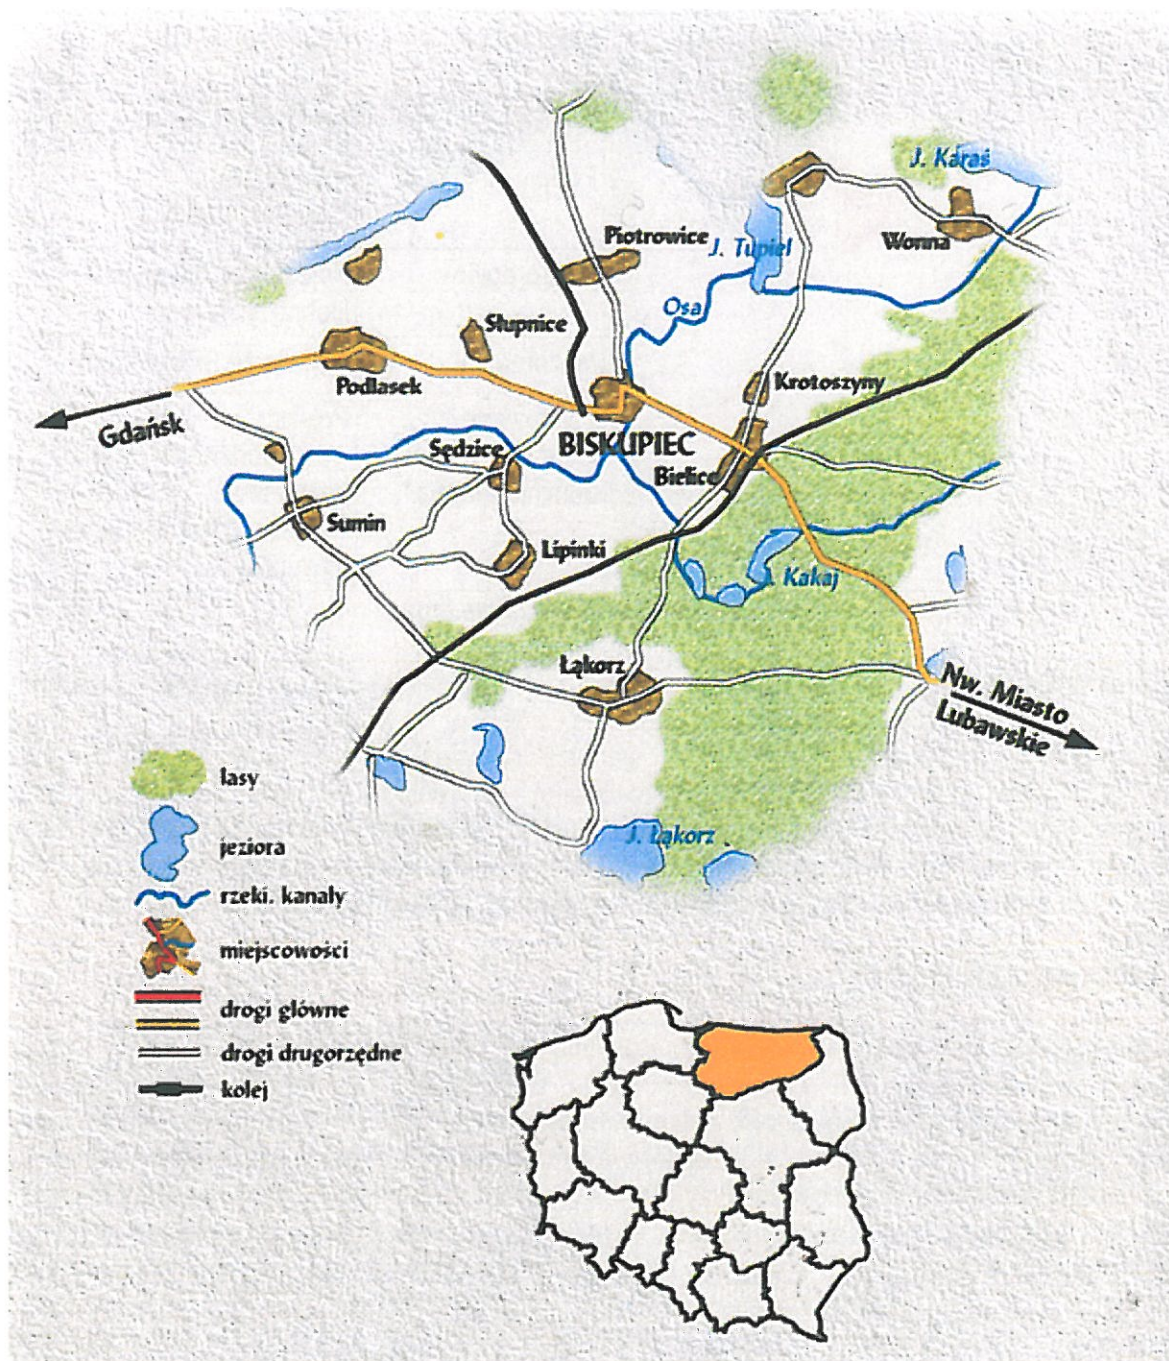 J. Karaś
Wonna
Piotrowice
J. Tupiel
Osa
Słupnice
Podlasek
Krotoszyny
Gdańsk
BISKUPIEC
Sędzice
Bielice
Sumin
Lipinki
Kakaj
Łąkorz
Nw. Miasto
Lubawskie
J. Łąkorz
lasy
jeziora
rzeki. kanały
miejscowości
drogi główne
drogi drugorzędne
kolej